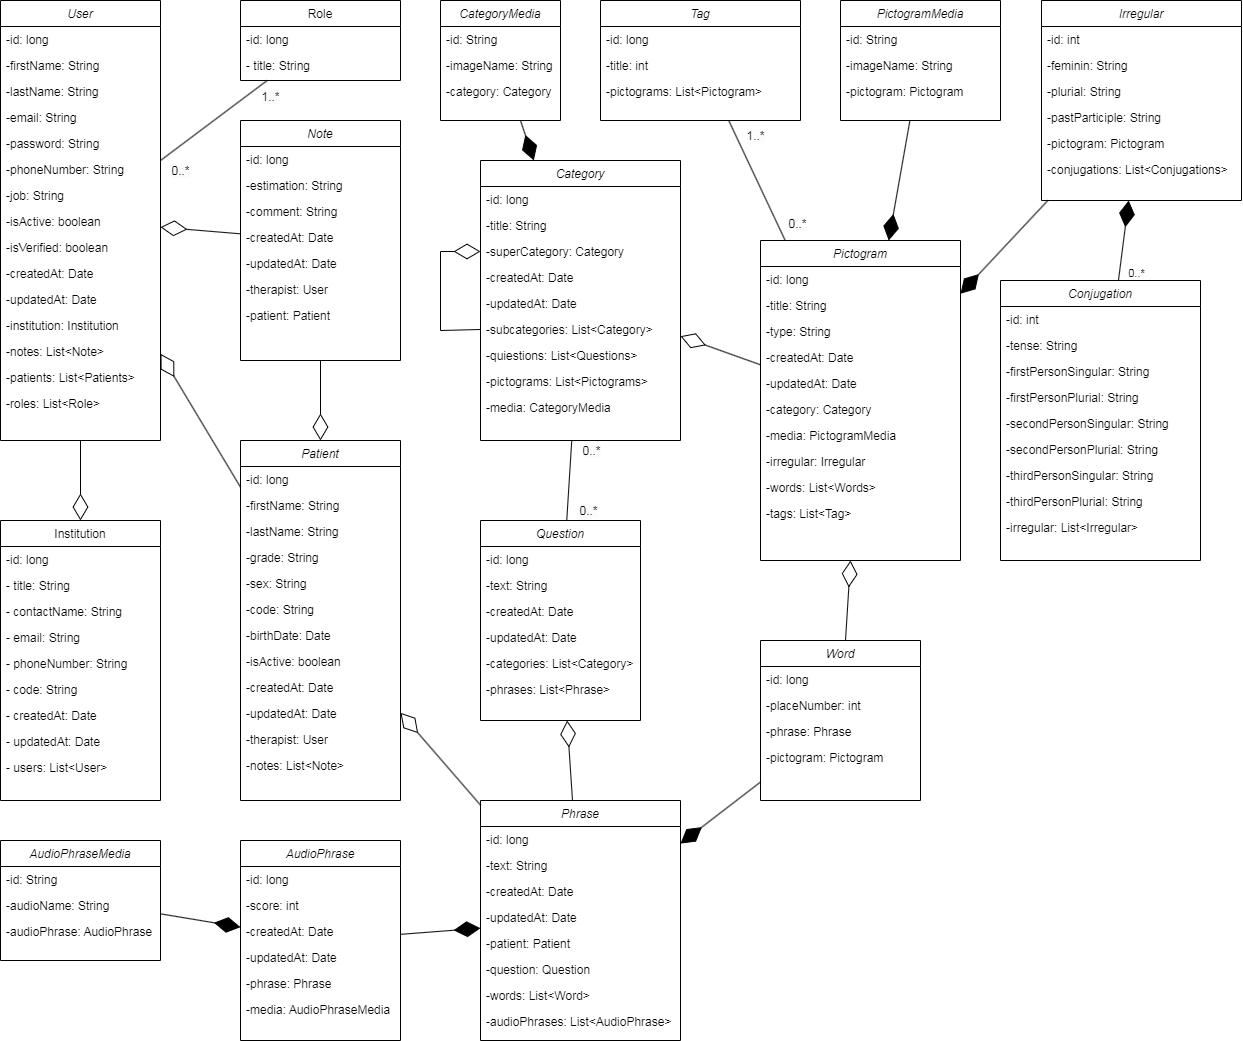 User
-id: long
-firstName: String
-lastName: String
-email: String
-password: String
-phoneNumber: String
-job: String
-isActive: boolean
-isVerified: boolean
-createdAt: Date
-updatedAt: Date
-institution: Institution
-notes: List<Note>
-patients: List<Patients>
-roles: List<Role>
Role
-id: long
- title: String
1..*
0..*
Note
-id: long
-estimation: String
-comment: String
-createdAt: Date
-updatedAt: Date
-therapist: User
-patient: Patient
CategoryMedia
-id: String
-imageName: String
-category: Category
Tag
-id: long
-title: int
-pictograms: List<Pictogram>
1..*
0..*
PictogramMedia
-id: String
-imageName: String
-pictogram: Pictogram
Irregular
-id: int
-feminin: String
-plurial: String
-pastParticiple: String
-pictogram: Pictogram
-conjugations: List<Conjugations>
0..*
Category
-id: long
-title: String
-superCategory: Category
-createdAt: Date
-updatedAt: Date
-subcategories: List<Category>
-quiestions: List<Questions>
-pictograms: List<Pictograms>
-media: CategoryMedia
0..*
0..*
Pictogram
-id: long
-title: String
-type: String
-createdAt: Date
-updatedAt: Date
-category: Category
-media: PictogramMedia
-irregular: Irregular
-words: List<Words>
-tags: List<Tag>
Conjugation
-id: int
-tense: String
-firstPersonSingular: String
-firstPersonPlurial: String
-secondPersonSingular: String
-secondPersonPlurial: String
-thirdPersonSingular: String
-thirdPersonPlurial: String
-irregular: List<Irregular>
Institution
-id: long
- title: String
- contactName: String
- email: String
- phoneNumber: String
- code: String
- createdAt: Date
- updatedAt: Date
- users: List<User>
Patient
-id: long
-firstName: String
-lastName: String
-grade: String
-sex: String
-code: String
-birthDate: Date
-isActive: boolean
-createdAt: Date
-updatedAt: Date
-therapist: User
-notes: List<Note>
Question
-id: long
-text: String
-createdAt: Date
-updatedAt: Date
-categories: List<Category>
-phrases: List<Phrase>
Word
-id: long
-placeNumber: int
-phrase: Phrase
-pictogram: Pictogram
AudioPhraseMedia
-id: String
-audioName: String
-audioPhrase: AudioPhrase
AudioPhrase
-id: long
-score: int
-createdAt: Date
-updatedAt: Date
-phrase: Phrase
-media: AudioPhraseMedia
Phrase
-id: long
-text: String
-createdAt: Date
-updatedAt: Date
-patient: Patient
-question: Question
-words: List<Word>
-audioPhrases: List<AudioPhrase>